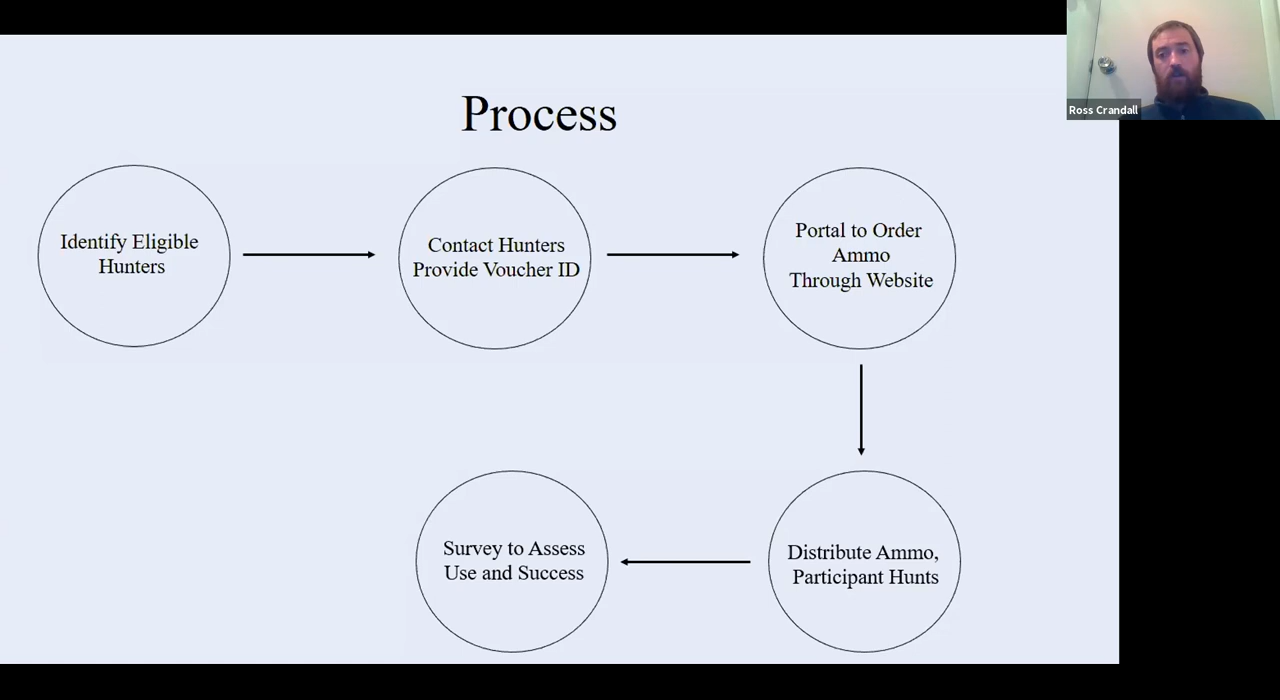 Ross Crandall
Process
Identify Eligible
Hunters
Contact Hunters
Provide Voucher ID
Portal to Order
Ammo
Through Website
Survey to Assess
Use and Success
Distribute Ammo,
Participant Hunts